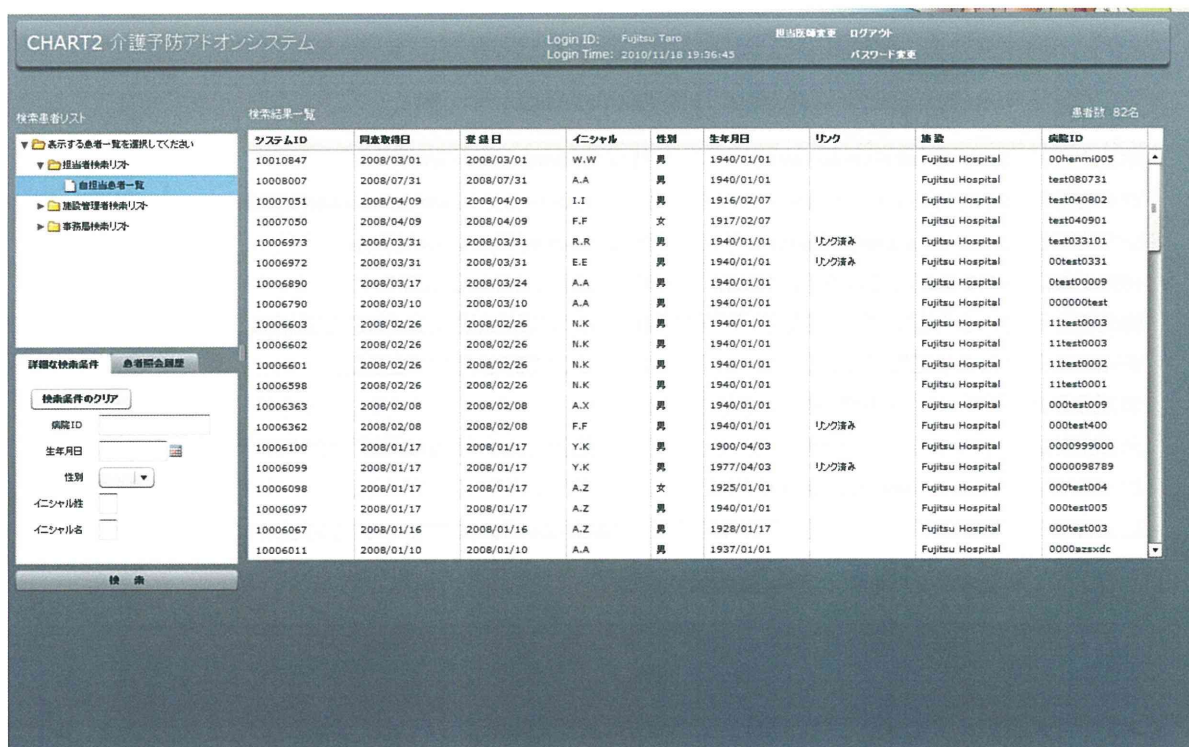 CHART2 介護予防アドオンシステム
Login ID: Fujitsu Taro
Login Time: 2010/11/18 19:36:45
担当医師変更 ログアウト
パスワード変更
検索患者リスト
表示する患者一覧を選択してください
担当者検索リスト
自担当患者一覧
施設管理者検索リスト
事務局検索リスト
詳細な検索条件 患者照会履歴
検索条件のクリア
病院ID
生年月日
性別
イニシャル姓
イニシャル名
検 索
検索結果一覧 患者数 82名
システムID 同意取得日 登録日 イニシャル 性別 生年月日 リンク 施設 病院ID
10010847 2008/03/01 2008/03/01 W.W 男 1940/01/01 Fujitsu Hospital 00henmi005
10008007 2008/07/31 2008/07/31 A.A 男 1940/01/01 Fujitsu Hospital test080731
10007051 2008/04/09 2008/04/09 I.I 男 1916/02/07 Fujitsu Hospital test040802
10007050 2008/04/09 2008/04/09 F.F 女 1917/02/07 Fujitsu Hospital test040901
10006973 2008/03/31 2008/03/31 R.R 男 1940/01/01 リンク済み Fujitsu Hospital test033101
10006972 2008/03/31 2008/03/31 E.E 男 1940/01/01 リンク済み Fujitsu Hospital 00test0331
10006890 2008/03/17 2008/03/24 A.A 男 1940/01/01 Fujitsu Hospital 0test00009
10006790 2008/03/10 2008/03/10 A.A 男 1940/01/01 Fujitsu Hospital 000000test
10006603 2008/02/26 2008/02/26 N.K 男 1940/01/01 Fujitsu Hospital 11test0003
10006602 2008/02/26 2008/02/26 N.K 男 1940/01/01 Fujitsu Hospital 11test0003
10006601 2008/02/26 2008/02/26 N.K 男 1940/01/01 Fujitsu Hospital 11test0002
10006598 2008/02/26 2008/02/26 N.K 男 1940/01/01 Fujitsu Hospital 11test0001
10006363 2008/02/08 2008/02/08 A.X 男 1940/01/01 Fujitsu Hospital 000test009
10006362 2008/02/08 2008/02/08 F.F 男 1940/01/01 リンク済み Fujitsu Hospital 000test400
10006100 2008/01/17 2008/01/17 Y.K 男 1900/04/03 Fujitsu Hospital 0000999000
10006099 2008/01/17 2008/01/17 Y.K 男 1977/04/03 リンク済み Fujitsu Hospital 0000098789
10006098 2008/01/17 2008/01/17 A.Z 女 1925/01/01 Fujitsu Hospital 000test004
10006097 2008/01/17 2008/01/17 A.Z 男 1940/01/01 Fujitsu Hospital 000test005
10006067 2008/01/16 2008/01/16 A.Z 男 1928/01/17 Fujitsu Hospital 000test003
10006011 2008/01/10 2008/01/10 A.A 男 1937/01/01 Fujitsu Hospital 0000azsxdc